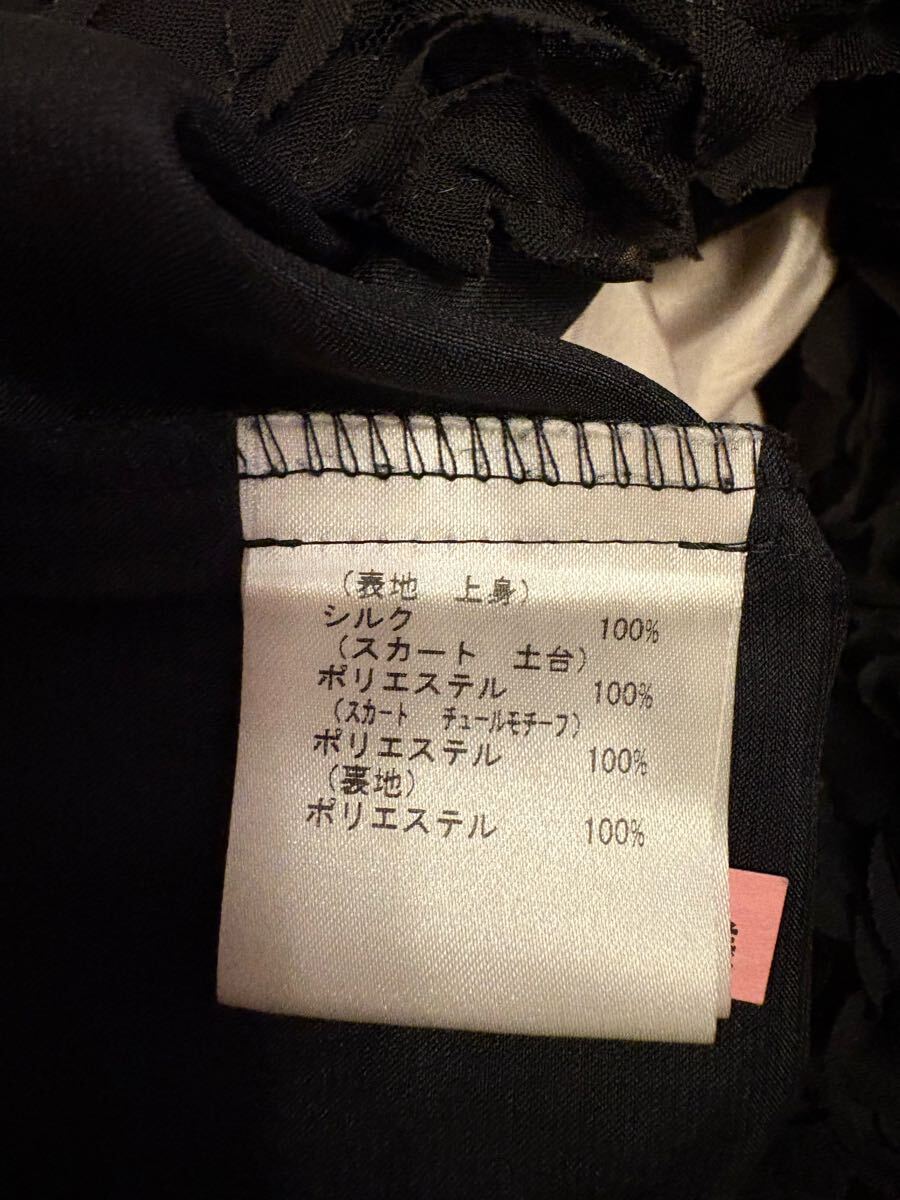 (表地 上身)
シルク 100%
(スカート 土台)
ポリエステル 100%
(スカート チュールモチーフ)
ポリエステル 100%
(裏地)
ポリエステル 100%